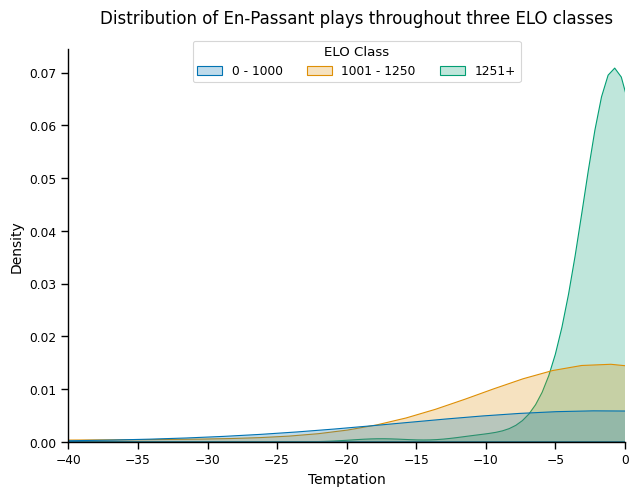 Distribution of En-Passant plays throughout three ELO classes
ELO Class
0 - 1000 1001 - 1250 1251+
0.07
0.06
0.05
0.04
0.03
0.02
0.01
0.00
Density
−40 −35 −30 −25 −20 −15 −10 −5 0
Temptation